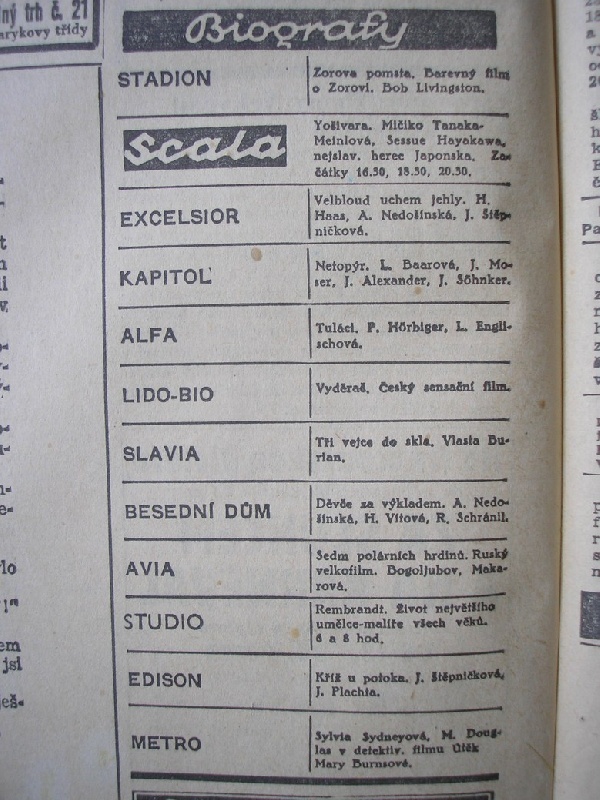 ný trh č. 21
arykovy třídy
Biografy
STADION
Zorova pomsta. Barevný film
o Zorovi. Bob Livingston.
Scala
Yošivara. Mičiko Tanaka-
Meinlová, Sessue Hayakawa,
nejslav. herec Japonska. Za-
čátky 16.30, 18.30, 20.30.
EXCELSIOR
Velbloud uchem jehly. H.
Haas, A. Nedošinská, J. Štěp-
ničková.
KAPITOL
Netopýr. L. Baarová, J. Mo-
ser, J. Alexander, J. Söhnker.
ALFA
Tuláci. P. Hörbiger, L. Engli-
schová.
LIDO-BIO
Vyděrač. Český sensační film.
SLAVIA
Tři vejce do skla. Vlasta Bu-
rian.
BESEDNÍ DŮM
Děvče za výkladem. A. Nedo-
šinská, H. Vítová, R. Schránil.
AVIA
Sedm polárních hrdinů. Ruský
velkofilm. Bogoljubov, Maka-
rová.
STUDIO
Rembrandt. Život největšího
umělce-malíře všech věků.
6 a 8 hod.
EDISON
Kříž u potoka. J. Štěpničková,
J. Plachta.
METRO
Sylvia Sydneyová, M. Doug-
las v detektiv. filmu Útěk
Mary Burnsové.